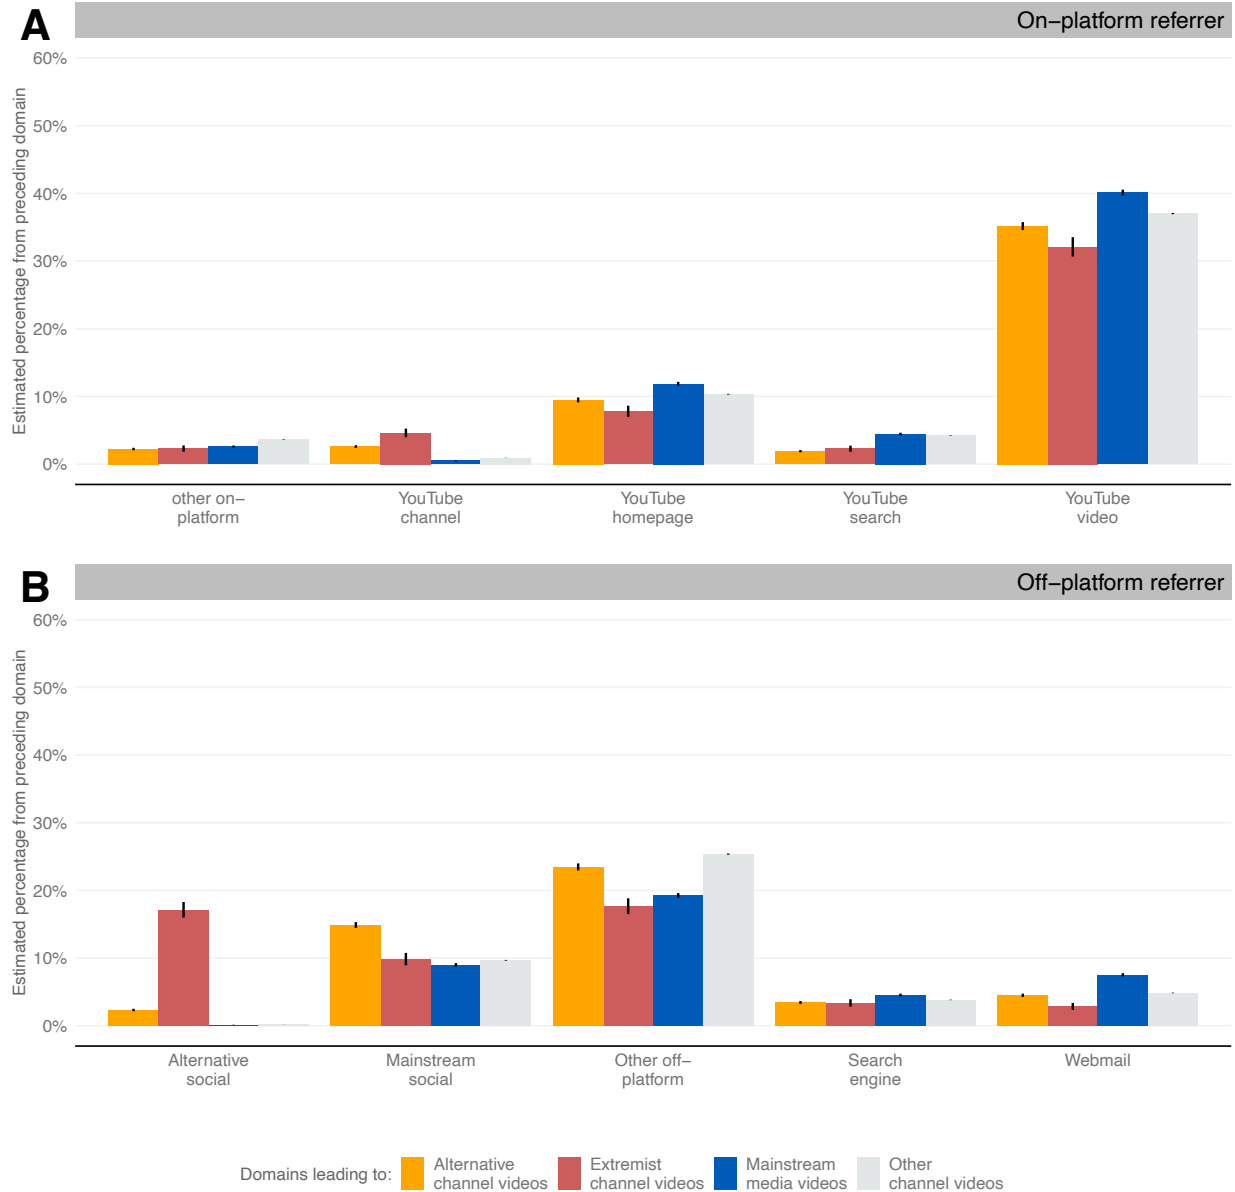 A
On−platform referrer
Estimated percentage from preceding domain
60%
50%
40%
30%
20%
10%
0%
other on−
platform
YouTube
channel
YouTube
homepage
YouTube
search
YouTube
video
B
Off−platform referrer
Estimated percentage from preceding domain
60%
50%
40%
30%
20%
10%
0%
Alternative
social
Mainstream
social
Other off−
platform
Search
engine
Webmail
Domains leading to:
Alternative
channel videos
Extremist
channel videos
Mainstream
media videos
Other
channel videos